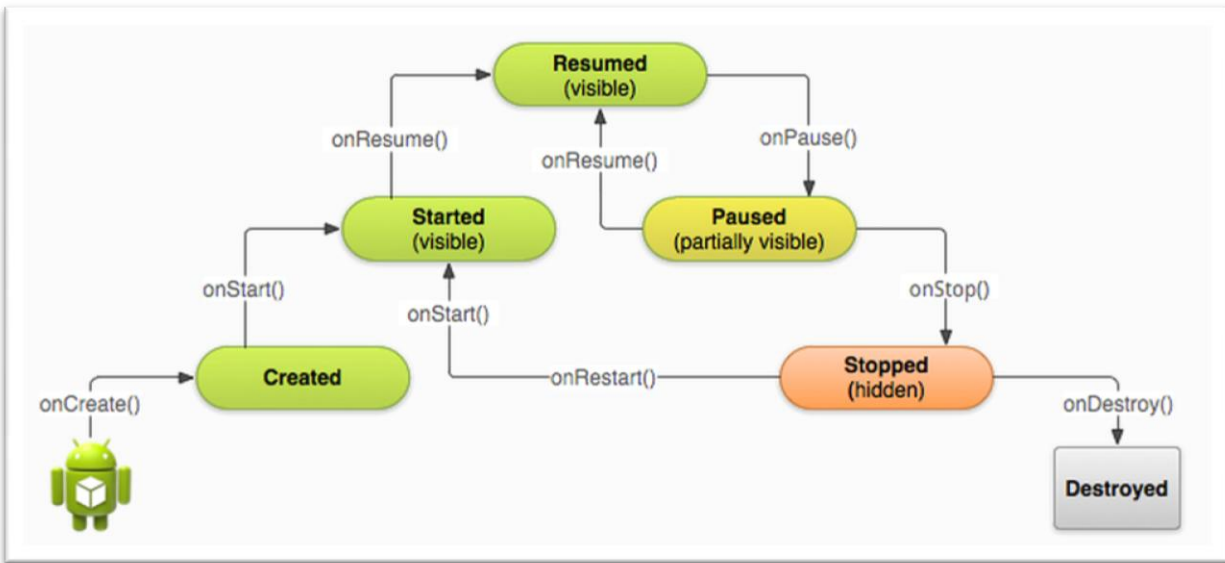 Resumed
(visible)
onResume()
onResume()
onPause()
Started
(visible)
Paused
(partially visible)
onStart()
onStart()
onStop()
Created
onRestart()
Stopped
(hidden)
onCreate()
onDestroy()
Destroyed